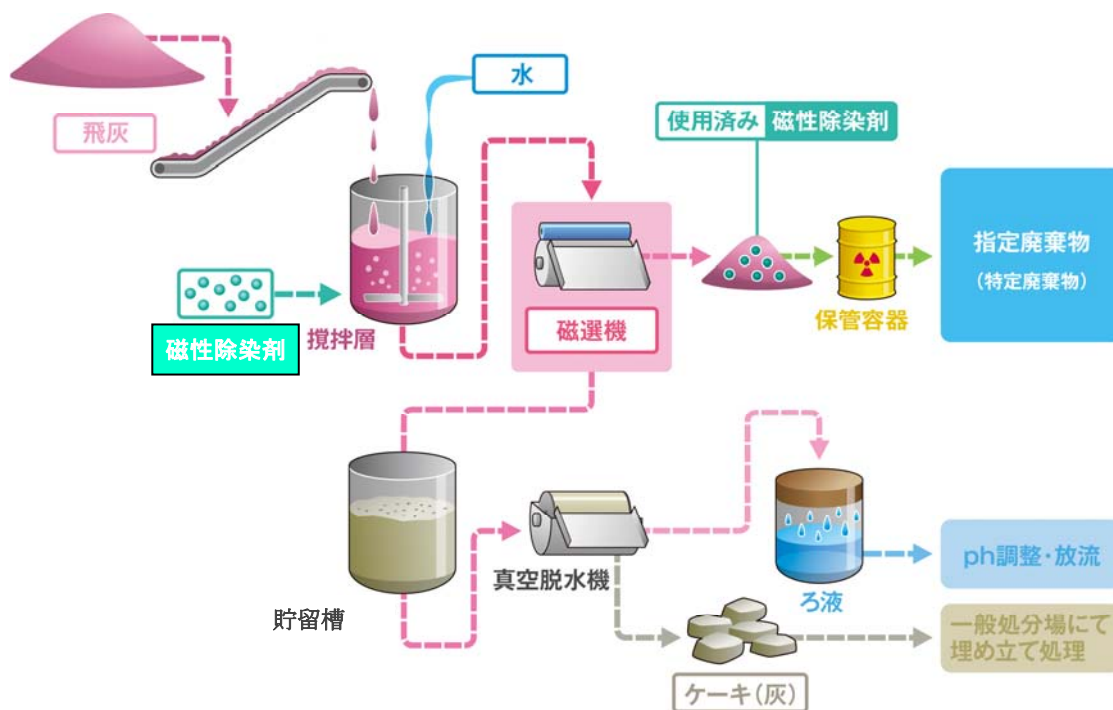 飛灰
水
使用済み 磁性除染剤
磁性除染剤
撹拌層
磁選機
保管容器
指定廃棄物
（特定廃棄物）
貯留槽
真空脱水機
ろ液
ph調整・放流
ケーキ（灰）
一般処分場にて
埋め立て処理